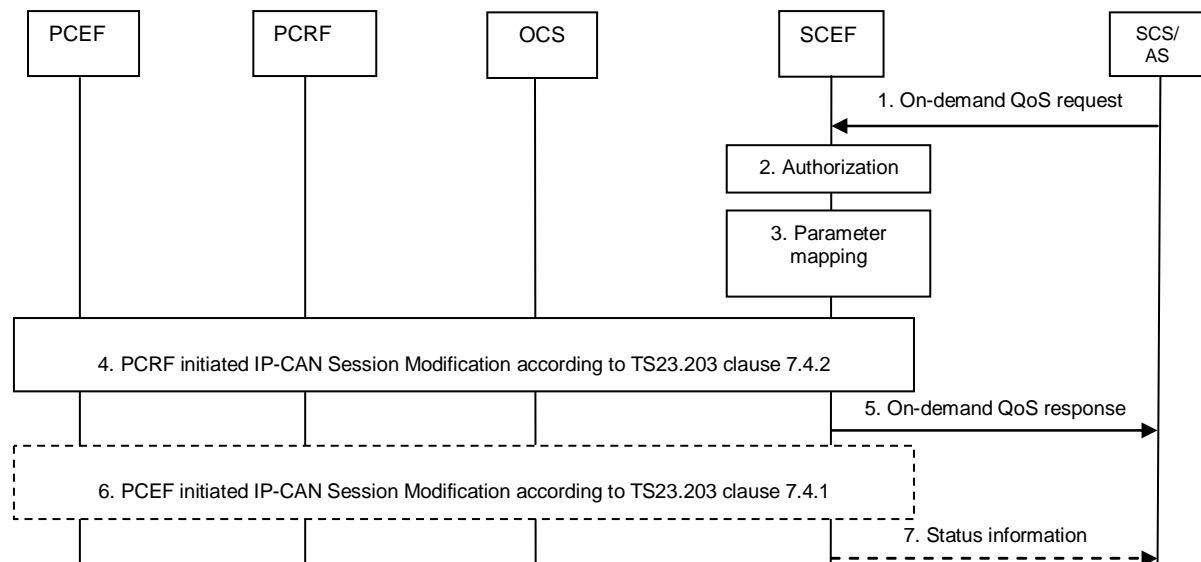 PCEF
PCRF
OCS
SCEF
SCS/
AS
1. On-demand QoS request
2. Authorization
3. Parameter
mapping
4. PCRF initiated IP-CAN Session Modification according to TS23.203 clause 7.4.2
5. On-demand QoS response
6. PCEF initiated IP-CAN Session Modification according to TS23.203 clause 7.4.1
7. Status information